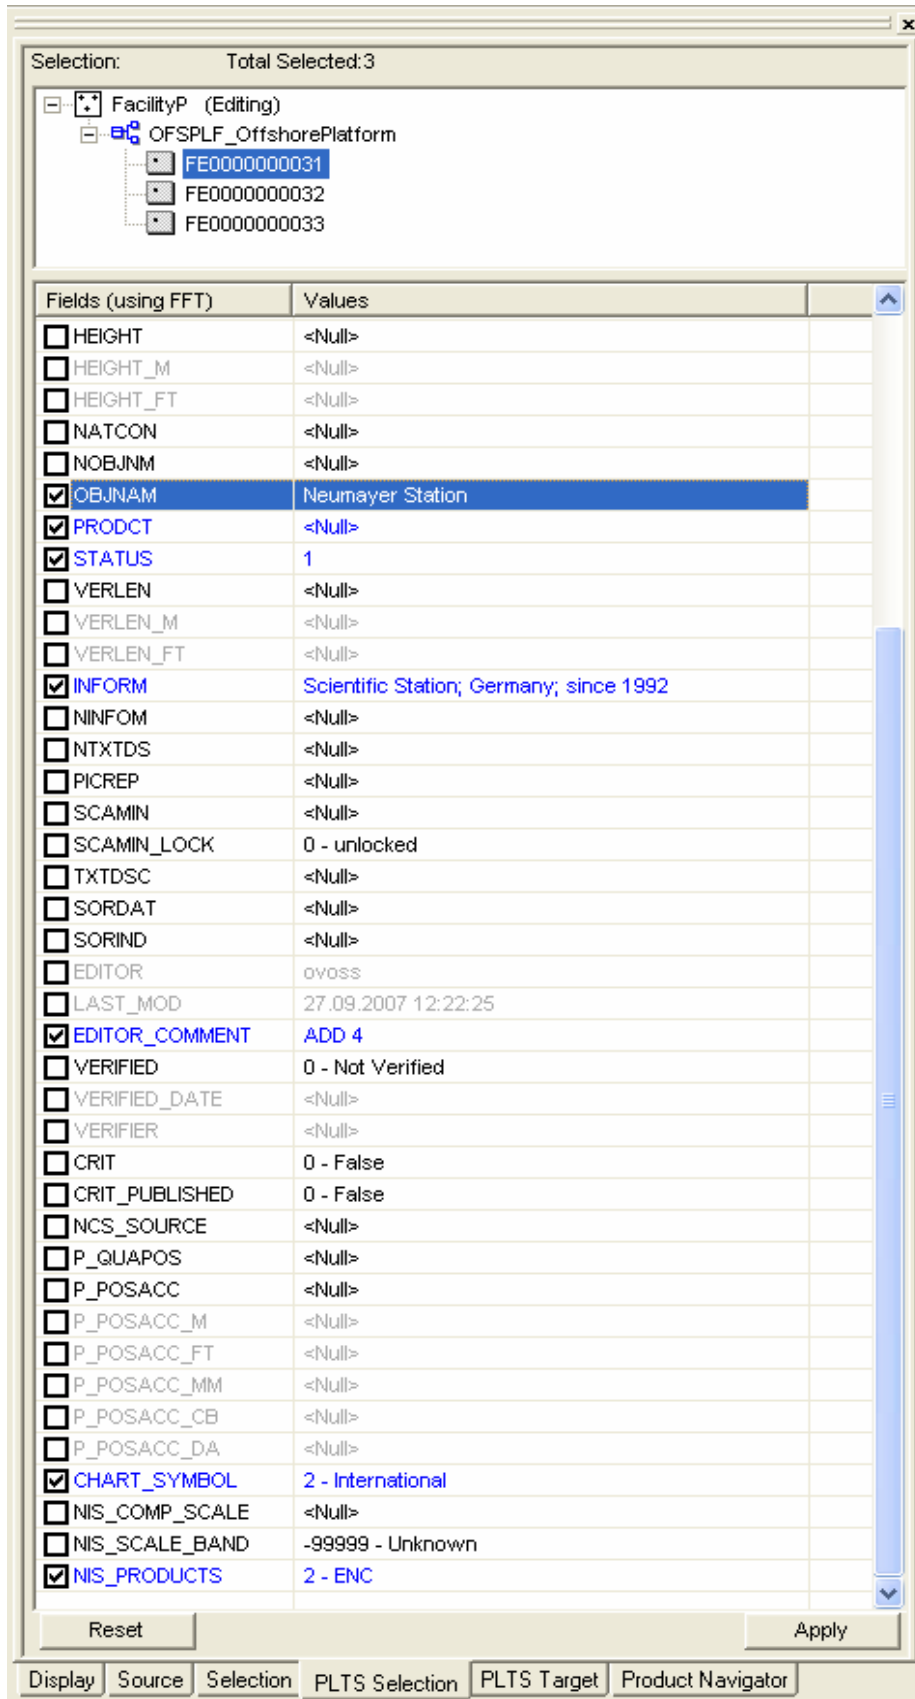 Selection: Total Selected:3
FacilityP (Editing)
OFSPLF_OffshorePlatform
FE0000000031
FE0000000032
FE0000000033
Fields (using FFT) Values
HEIGHT <Null>
HEIGHT_M <Null>
HEIGHT_FT <Null>
NATCON <Null>
NOBJNM <Null>
OBJNAM Neumayer Station
PRODCT <Null>
STATUS 1
VERLEN <Null>
VERLEN_M <Null>
VERLEN_FT <Null>
INFORM Scientific Station; Germany; since 1992
NINFOM <Null>
NTXTDS <Null>
PICREP <Null>
SCAMIN <Null>
SCAMIN_LOCK 0 - unlocked
TXTDSC <Null>
SORDAT <Null>
SORIND <Null>
EDITOR ovoss
LAST_MOD 27.09.2007 12:22:25
EDITOR_COMMENT ADD 4
VERIFIED 0 - Not Verified
VERIFIED_DATE <Null>
VERIFIER <Null>
CRIT 0 - False
CRIT_PUBLISHED 0 - False
NCS_SOURCE <Null>
P_QUAPOS <Null>
P_POSACC <Null>
P_POSACC_M <Null>
P_POSACC_FT <Null>
P_POSACC_MM <Null>
P_POSACC_CB <Null>
P_POSACC_DA <Null>
CHART_SYMBOL 2 - International
NIS_COMP_SCALE <Null>
NIS_SCALE_BAND -99999 - Unknown
NIS_PRODUCTS 2 - ENC
Reset Apply
Display Source Selection PLTS Selection PLTS Target Product Navigator